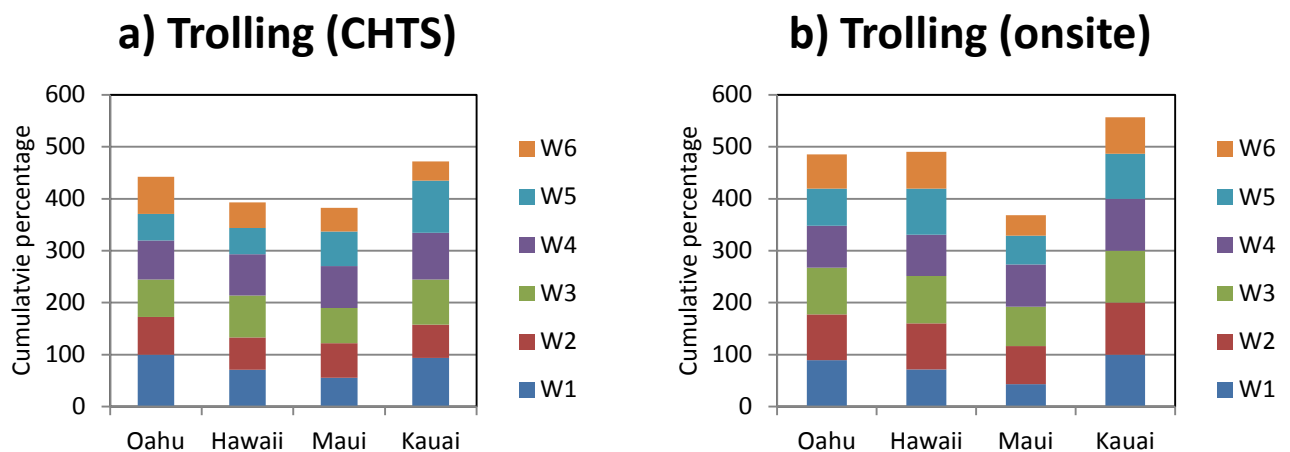 a) Trolling (CHTS)
Cumulatvie percentage
600
500
400
300
200
100
0
Oahu Hawaii Maui Kauai
W6
W5
W4
W3
W2
W1
b) Trolling (onsite)
Cumulative percentage
600
500
400
300
200
100
0
Oahu Hawaii Maui Kauai
W6
W5
W4
W3
W2
W1